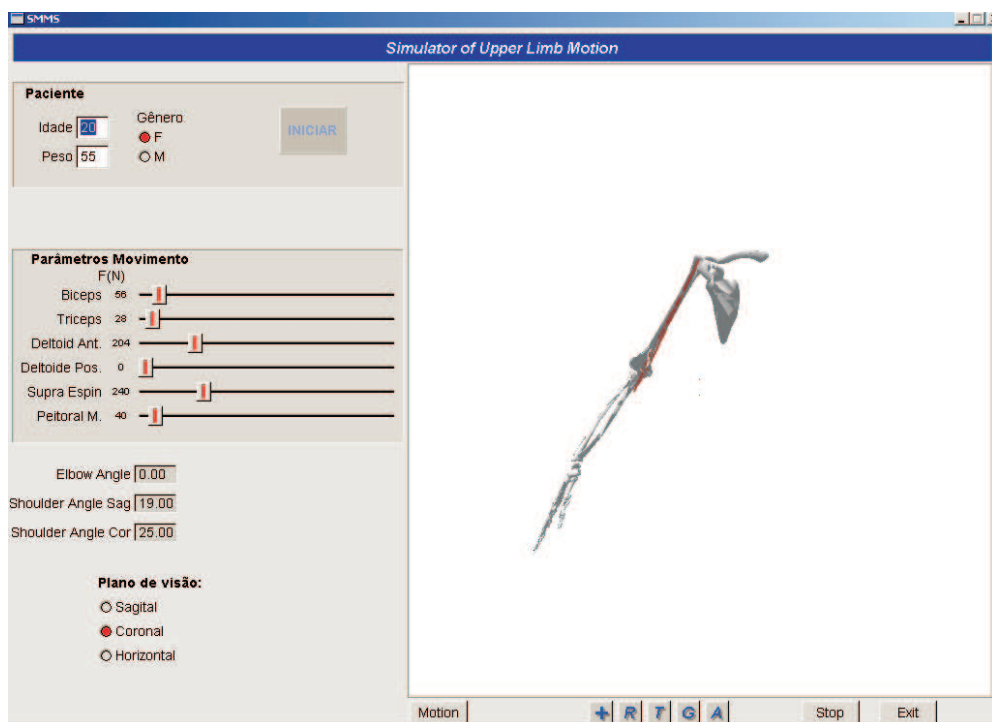 SMMS
Simulator of Upper Limb Motion
Paciente
Idade 20
Peso 55
Gênero
F
M
INICIAR
Parâmetros Movimento
F(N)
Biceps 56
Triceps 28
Deltoid Ant. 204
Deltoide Pos. 0
Supra Espin 240
Peitoral M. 40
Elbow Angle 0.00
Shoulder Angle Sag 19.00
Shoulder Angle Cor 25.00
Plano de visão:
Sagital
Coronal
Horizontal
Motion + R T G A Stop Exit